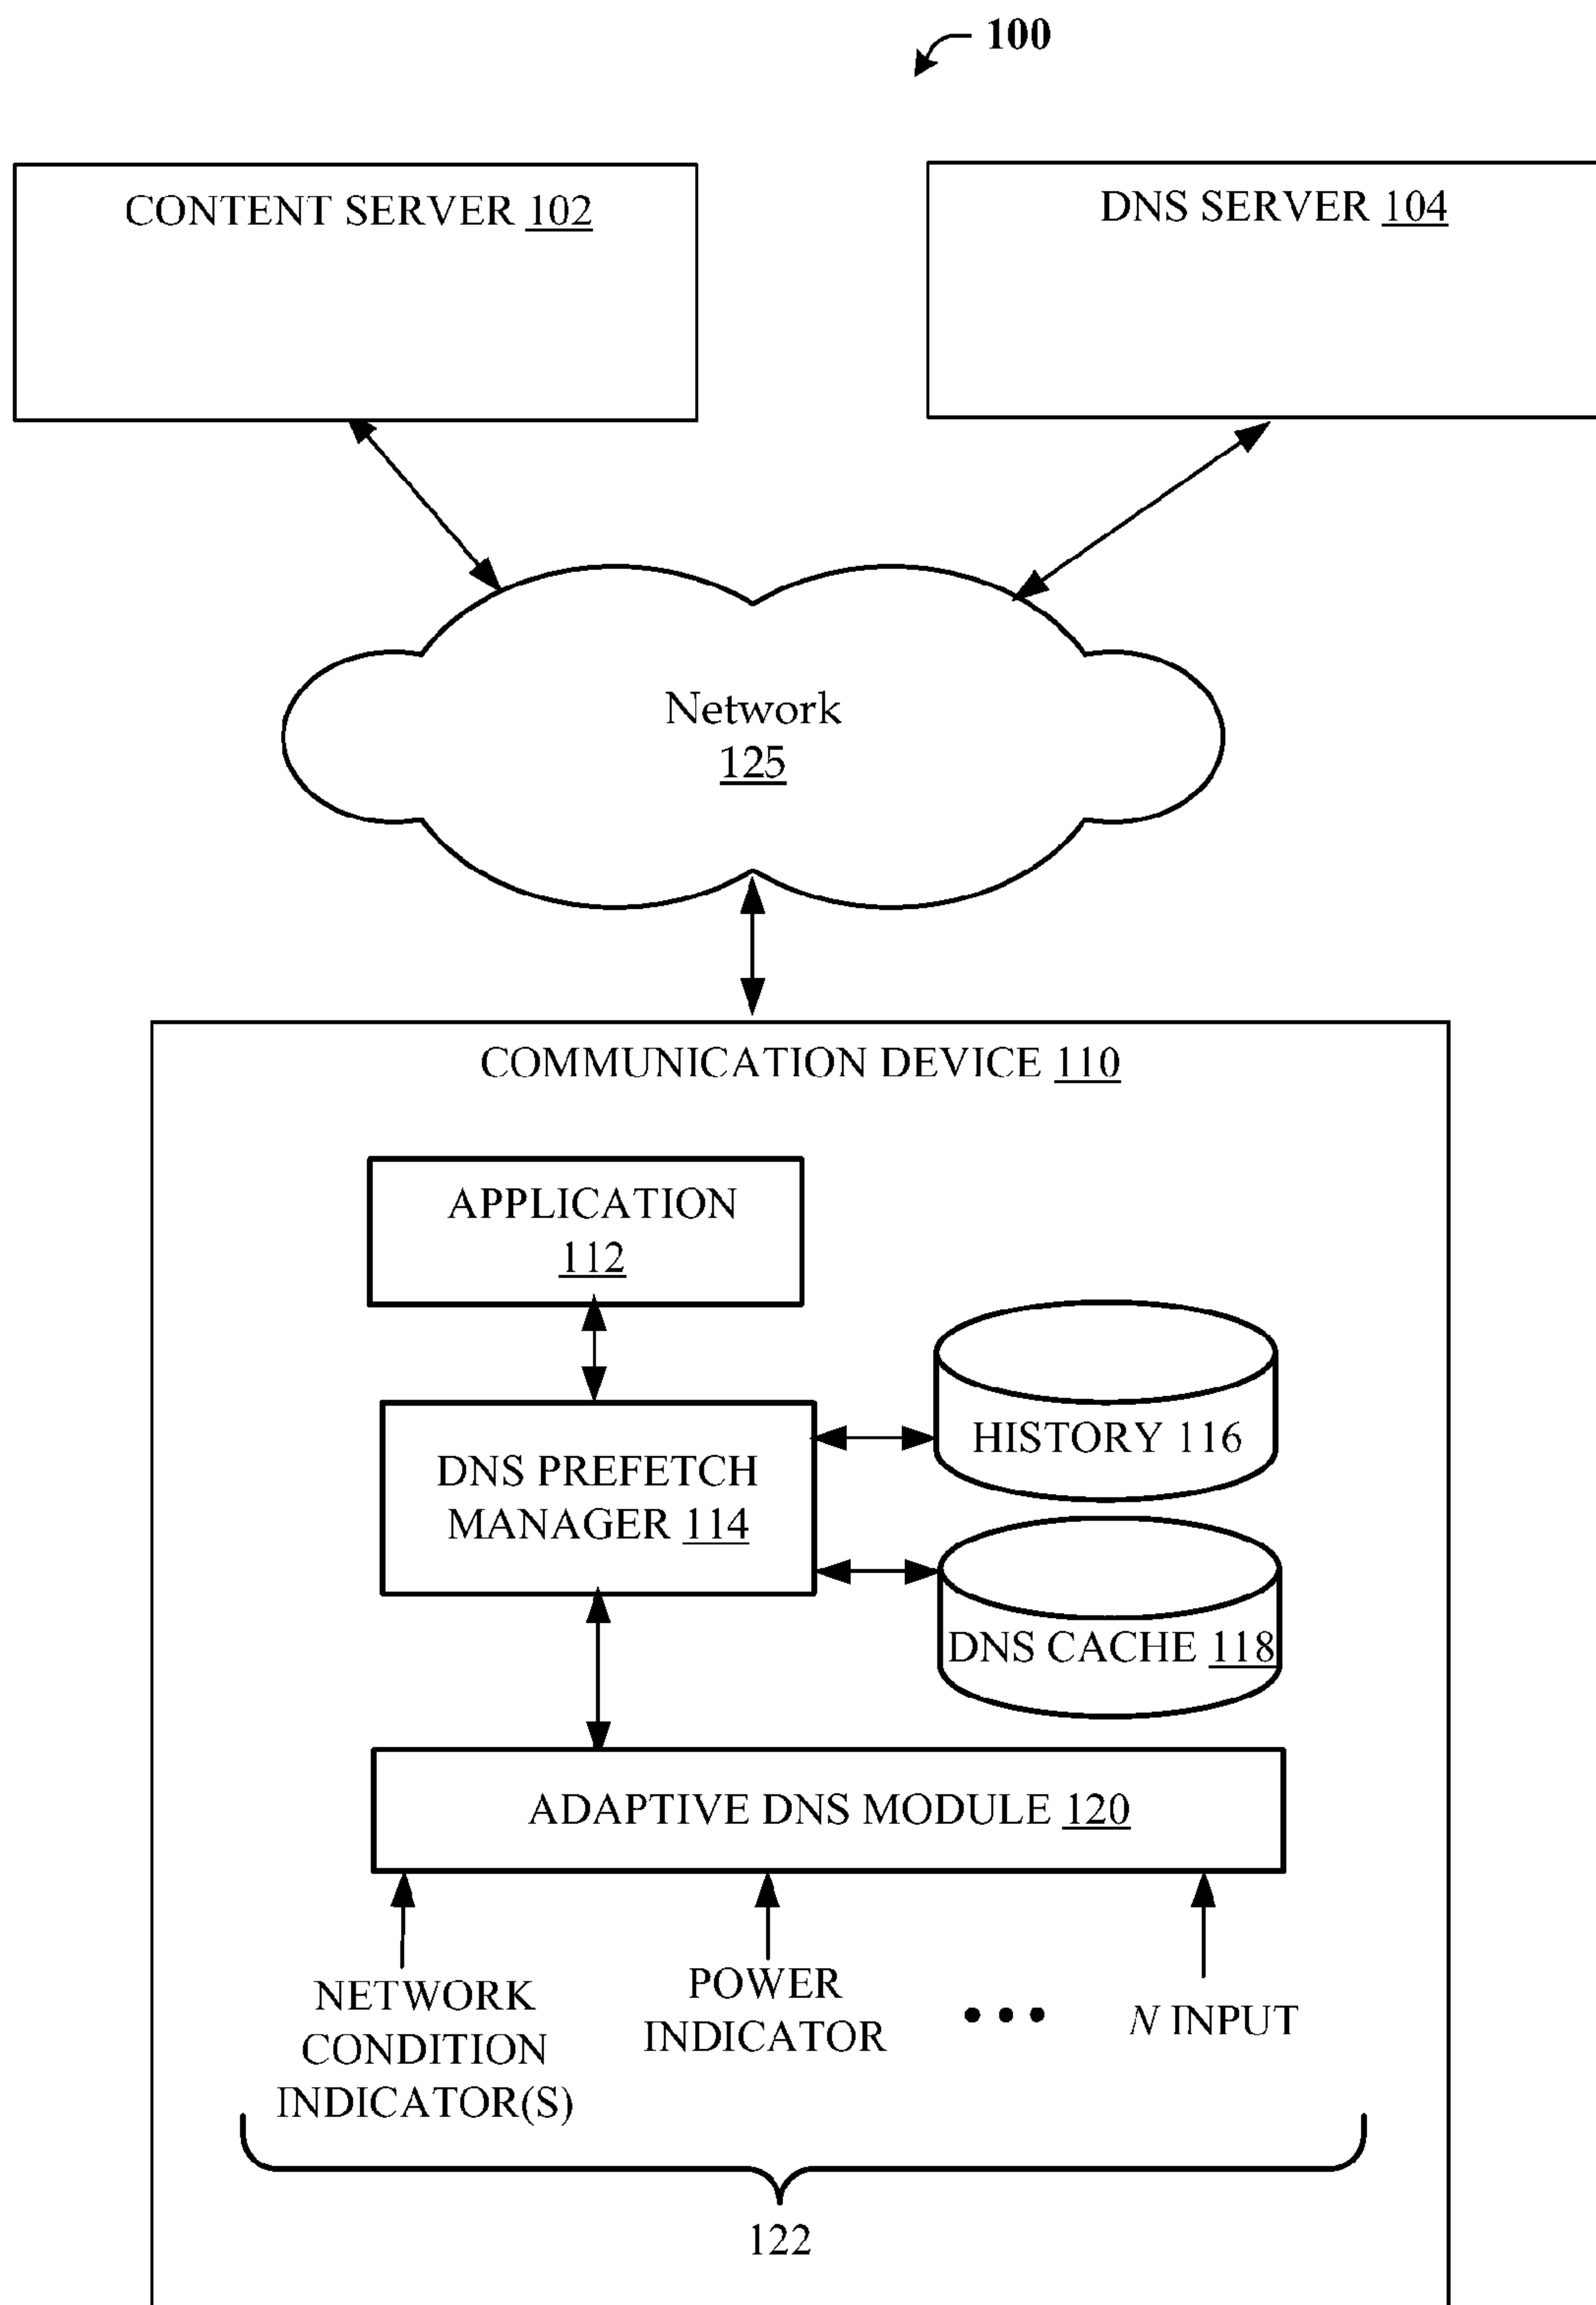 100
CONTENT SERVER 102
DNS SERVER 104
Network
125
COMMUNICATION DEVICE 110
APPLICATION
112
DNS PREFETCH
MANAGER 114
HISTORY 116
DNS CACHE 118
ADAPTIVE DNS MODULE 120
NETWORK
CONDITION
INDICATOR(S)
POWER
INDICATOR
• • •
N INPUT
122